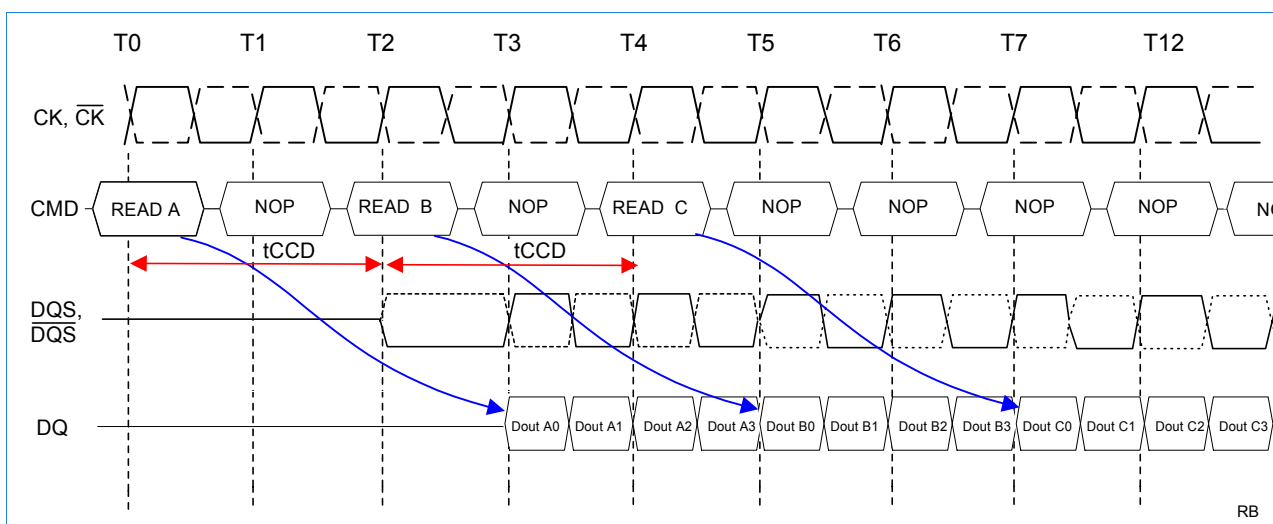 T0 T1 T2 T3 T4 T5 T6 T7 T12
CK, CK
CMD READ A NOP READ B NOP READ C NOP NOP NOP NOP NO
tCCD tCCD
DQS,
DQS
DQ Dout A0 Dout A1 Dout A2 Dout A3 Dout B0 Dout B1 Dout B2 Dout B3 Dout C0 Dout C1 Dout C2 Dout C3
RB